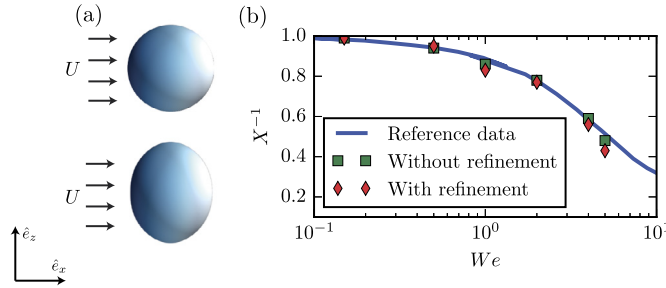 (a)
U
U
ê_z
ê_x
(b)
X⁻¹
1.0
0.8
0.6
0.4
0.2
Reference data
Without refinement
With refinement
10⁻¹
10⁰
10
We